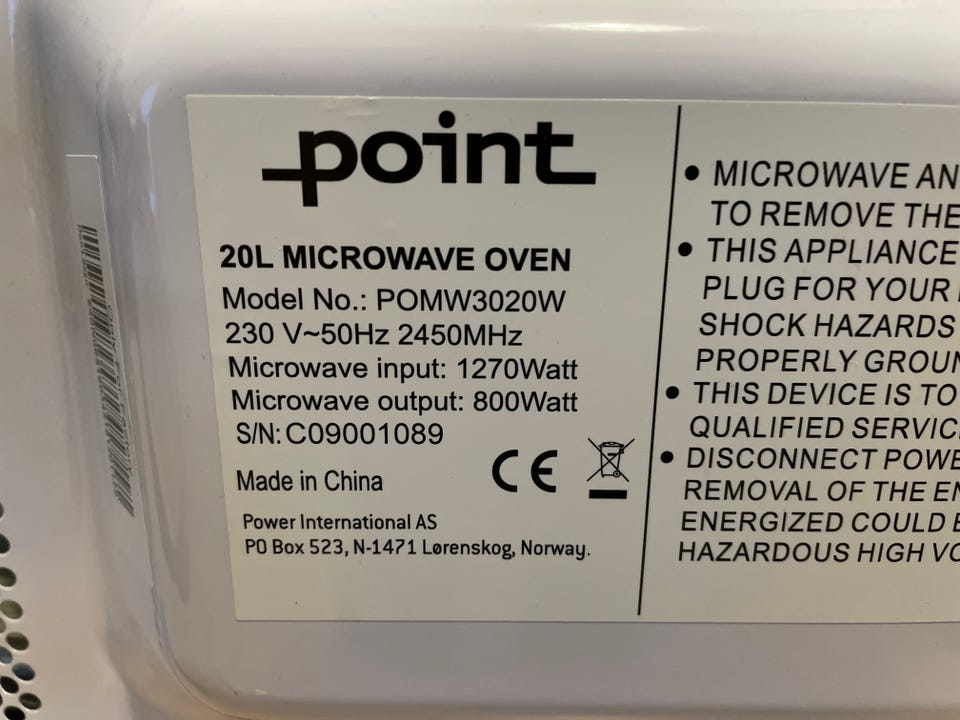 point
20L MICROWAVE OVEN
Model No.: POMW3020W
230 V~50Hz 2450MHz
Microwave input: 1270Watt
Microwave output: 800Watt
S/N: C09001089
Made in China
CE
Power International AS
PO Box 523, N-1471 Lørenskog, Norway.
• MICROWAVE AN
TO REMOVE THE
• THIS APPLIANCE
PLUG FOR YOUR
SHOCK HAZARDS
PROPERLY GROUN
• THIS DEVICE IS TO
QUALIFIED SERVIC
• DISCONNECT POWE
REMOVAL OF THE EN
ENERGIZED COULD
HAZARDOUS HIGH VO